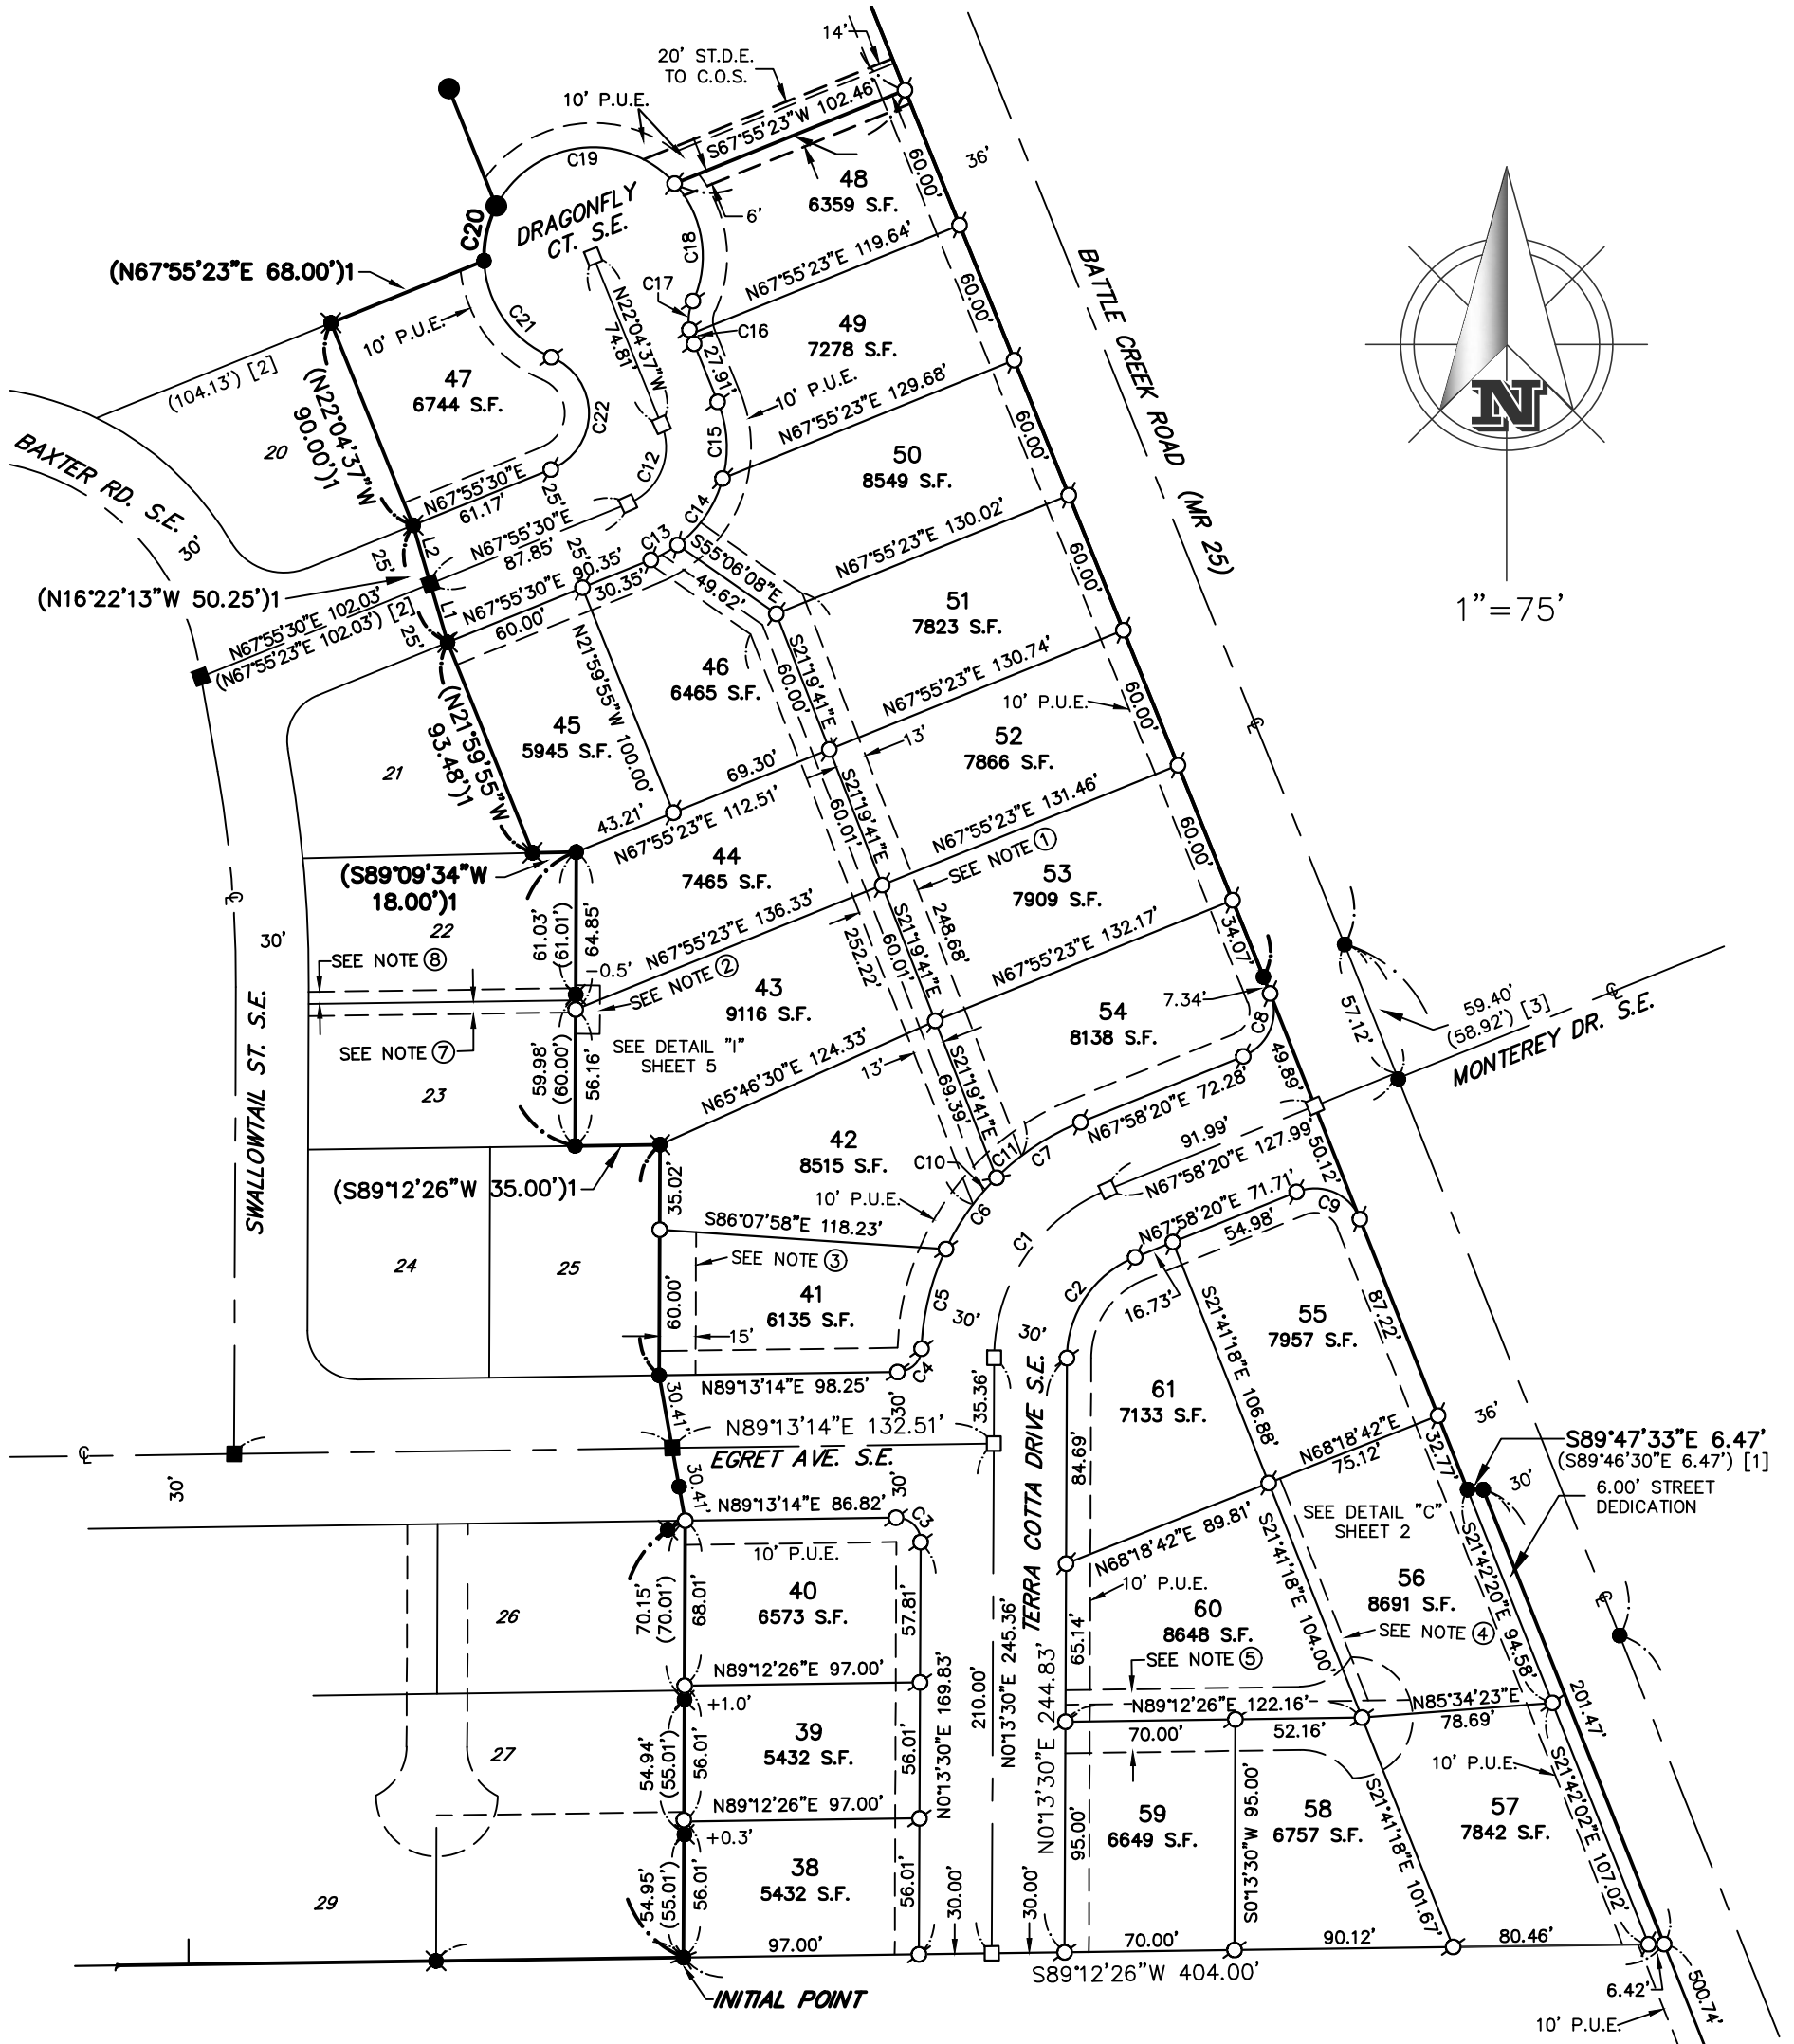 14'
20' ST.D.E.
TO C.O.S.
10' P.U.E.
S67°55'23"W 102.46'
C19
C20
DRAGONFLY
CT. S.E.
6'
48
6359 S.F.
60.00'
36'
(N67°55'23"E 68.00')1
C18
C17
N67°55'23"E 119.64'
C16
N22°04'37"W
74.81'
27.91'
49
7278 S.F.
60.00'
BATTLE CREEK ROAD (MR 25)
10' P.U.E.
C21
10' P.U.E.
(104.13') [2]
47
6744 S.F.
(N22°04'37"W
90.00')1
C22
C15
C12
N67°55'23"E 129.68'
1"=75'
N
BAXTER RD. S.E.
30'
20
N67°55'30"E
61.17'
25'
50
8549 S.F.
60.00'
C14
C13
L2
25'
N67°55'30"E
87.85'
25'
(N16°22'13"W 50.25')1
N67°55'30"E 102.03'
(N67°55'23"E 102.03') [2]
L1
25'
N67°55'30"E 90.35'
60.00'
30.35'
S55°06'08"E
49.62'
N67°55'23"E 130.02'
51
7823 S.F.
60.00'
N21°59'55"W 100.00'
46
6465 S.F.
S21°19'41"E
60.00'
N67°55'23"E 130.74'
10' P.U.E.
60.00'
(N21°59'55"W
93.48')1
45
5945 S.F.
21
13'
52
7866 S.F.
69.30'
43.21'
N67°55'23"E 112.51'
S21°19'41"E
60.01'
N67°55'23"E 131.46'
SEE NOTE 1
60.00'
(S89°09'34"W
18.00')1
44
7465 S.F.
53
7909 S.F.
22
30'
SEE NOTE 8
61.03'
(61.01')
64.85'
-0.5'
N67°55'23"E 136.33'
SEE NOTE 2
252.22'
S21°19'41"E
60.01'
248.68'
N67°55'23"E 132.17'
34.07'
7.34'
43
9116 S.F.
54
8138 S.F.
C8
57.12'
59.40'
(58.92') [3]
MONTEREY DR. S.E.
SWALLOWTAIL ST. S.E.
SEE NOTE 7
59.98'
(60.00')
56.16'
SEE DETAIL "I"
SHEET 5
N65°46'30"E 124.33'
13'
S21°19'41"E
69.39'
49.89'
23
N67°58'20"E 72.28'
91.99'
N67°58'20"E 127.99'
50.12'
42
8515 S.F.
C10
C11
C7
(S89°12'26"W 35.00')1
35.02'
10' P.U.E.
C6
S86°07'58"E 118.23'
N67°58'20"E 71.71'
54.98'
C9
C1
SEE NOTE 3
24
25
41
6135 S.F.
60.00'
15'
C5
30'
30'
C2
16.73'
S21°41'18"E 106.88'
55
7957 S.F.
87.22'
N89°13'14"E 98.25'
C4
30'
30.41'
N89°13'14"E 132.51'
35.36'
TERRA COTTA DRIVE S.E.
84.69'
61
7133 S.F.
N68°18'42"E
75.12'
36'
32.77'
S89°47'33"E 6.47'
(S89°46'30"E 6.47') [1]
6.00' STREET
DEDICATION
30'
EGRET AVE. S.E.
30'
30.41'
N89°13'14"E 86.82'
30'
C3
10' P.U.E.
N68°18'42"E 89.81'
SEE DETAIL "C"
SHEET 2
S21°42'20"E 94.58'
26
70.15'
(70.01')
68.01'
40
6573 S.F.
57.81'
N0°13'30"E 245.36'
10' P.U.E.
60
8648 S.F.
S21°41'18"E 104.00'
56
8691 S.F.
SEE NOTE 4
SEE NOTE 5
65.14'
N89°12'26"E 97.00'
+1.0'
N89°12'26"E 122.16'
70.00'
52.16'
N85°34'23"E
78.69'
201.47'
27
54.94'
(55.01')
56.01'
39
5432 S.F.
56.01'
N0°13'30"E 169.83'
210.00'
N0°13'30"E 244.83'
10' P.U.E.
N89°12'26"E 97.00'
+0.3'
95.00'
59
6649 S.F.
S0°13'30"W 95.00'
58
6757 S.F.
S21°41'18"E 101.67'
57
7842 S.F.
S21°42'02"E 107.02'
29
54.95'
(55.01')
56.01'
38
5432 S.F.
56.01'
30.00'
30.00'
97.00'
70.00'
90.12'
80.46'
S89°12'26"W 404.00'
6.42'
500.74'
INITIAL POINT
10' P.U.E.